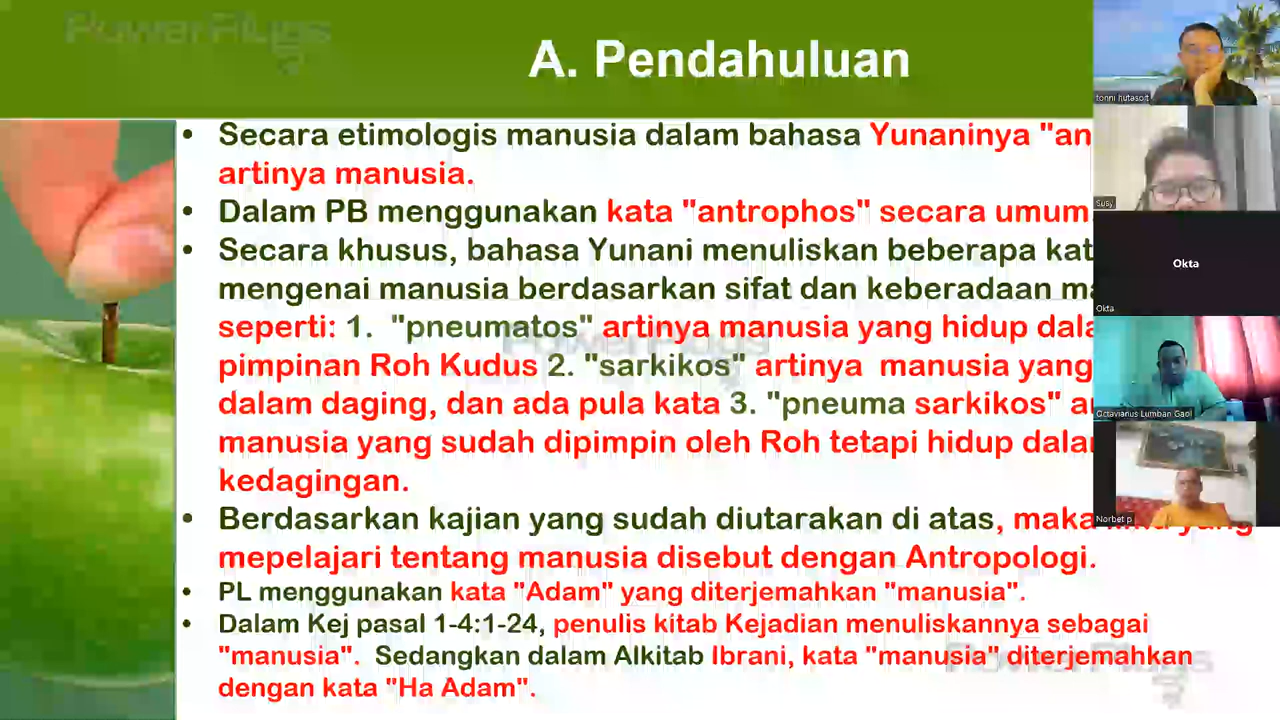 PowerPlugs
A. Pendahuluan
• Secara etimologis manusia dalam bahasa Yunaninya "an
artinya manusia.
• Dalam PB menggunakan kata "antrophos" secara umum
• Secara khusus, bahasa Yunani menuliskan beberapa kat
mengenai manusia berdasarkan sifat dan keberadaan ma
seperti: 1. "pneumatos" artinya manusia yang hidup dala
pimpinan Roh Kudus 2. "sarkikos" artinya manusia yang
dalam daging, dan ada pula kata 3. "pneuma sarkikos" a
manusia yang sudah dipimpin oleh Roh tetapi hidup dalam
kedagingan.
• Berdasarkan kajian yang sudah diutarakan di atas, maka ilmu yang
mepelajari tentang manusia disebut dengan Antropologi.
• PL menggunakan kata "Adam" yang diterjemahkan "manusia".
• Dalam Kej pasal 1-4:1-24, penulis kitab Kejadian menuliskannya sebagai
"manusia". Sedangkan dalam Alkitab Ibrani, kata "manusia" diterjemahkan
dengan kata "Ha Adam".
PowerPlugs
PowerPlugs
tonni hutasoit
Susy
Okta
Okta
Octavianus Lumban Gaol
Norbet p